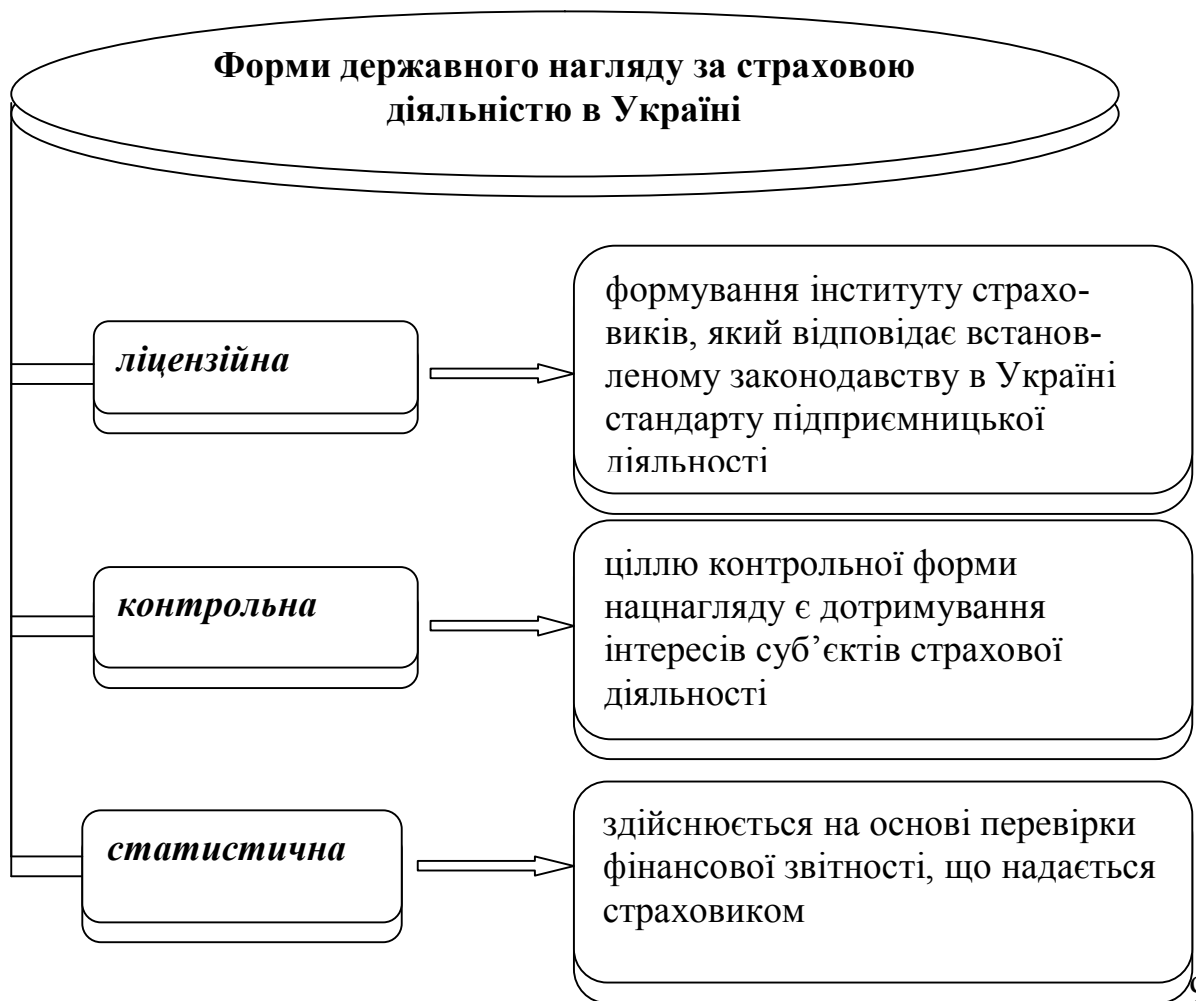 Форми державного нагляду за страховою
діяльністю в Україні
ліцензійна
формування інституту страхо-
виків, який відповідає встанов-
леному законодавству в Україні
стандарту підприємницької
діяльності
контрольна
ціллю контрольної форми
нацнагляду є дотримування
інтересів суб’єктів страхової
діяльності
статистична
здійснюється на основі перевірки
фінансової звітності, що надається
страховиком